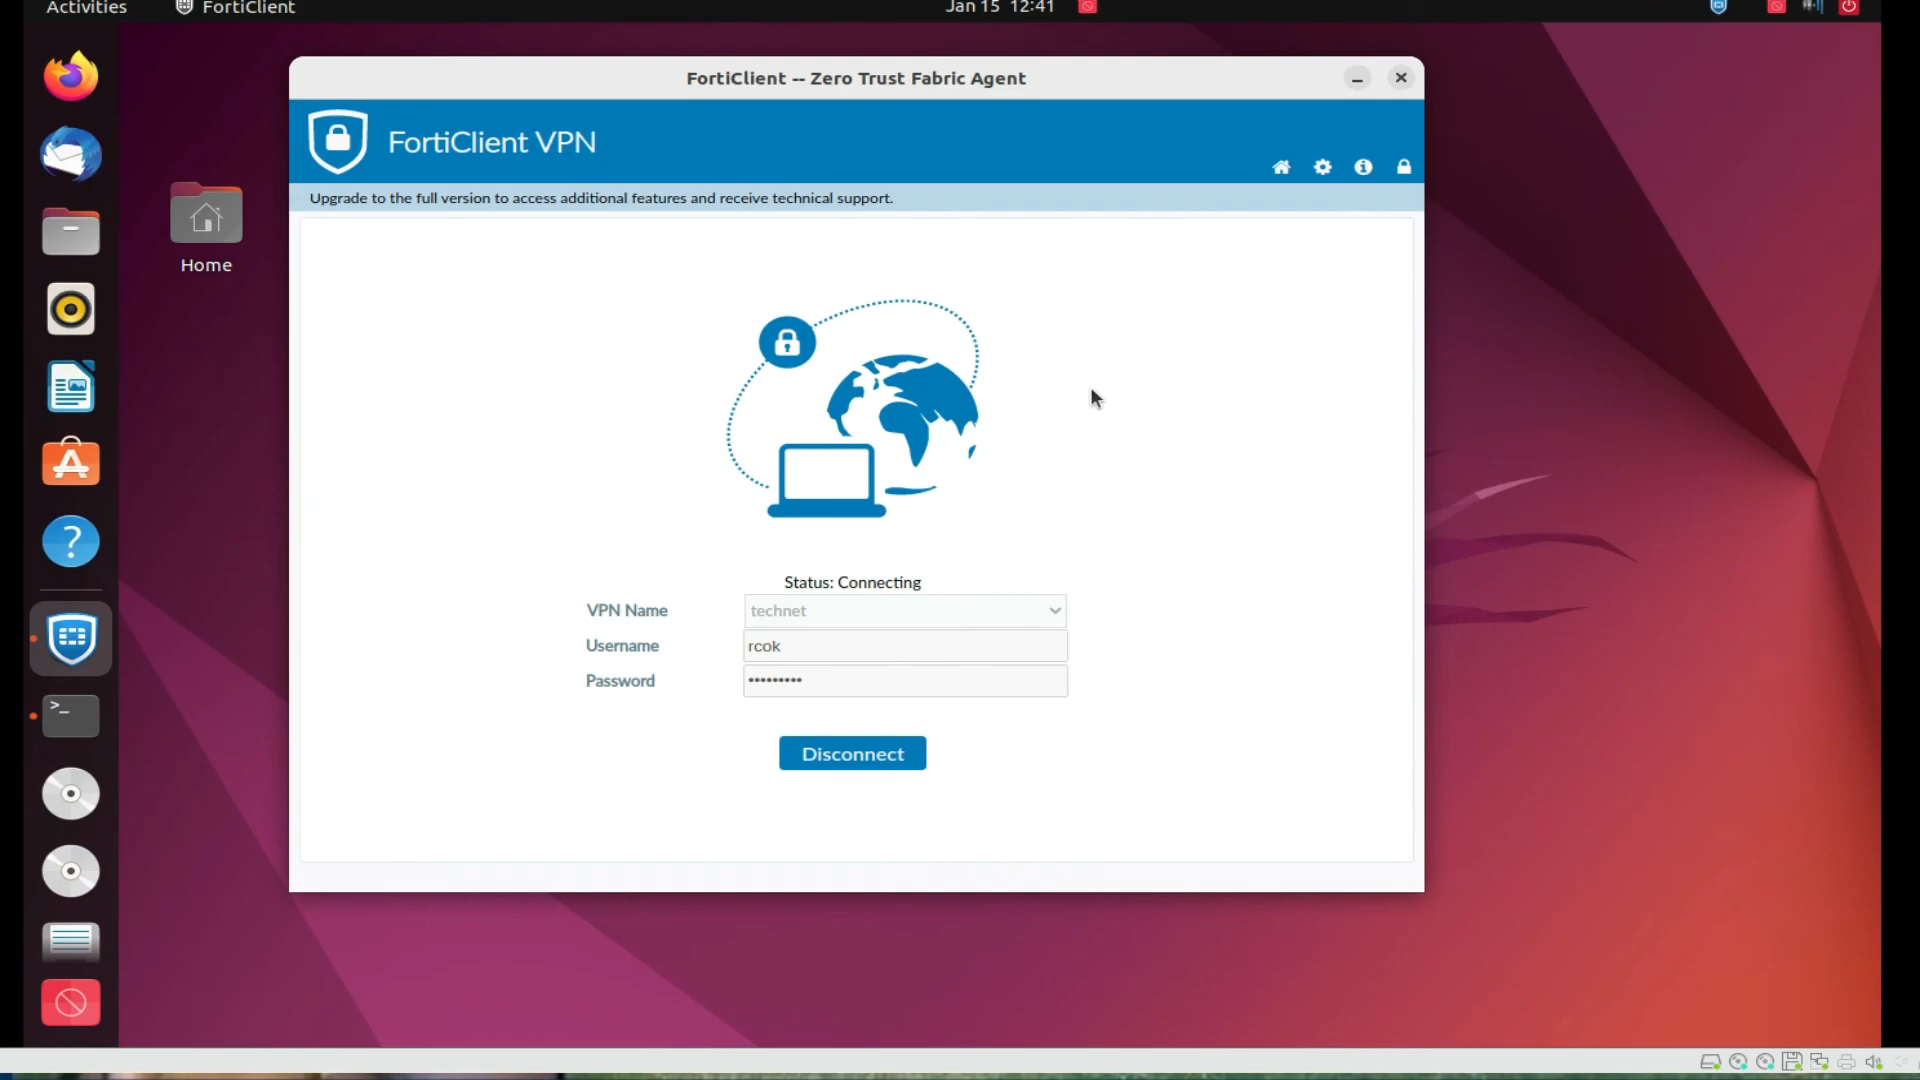 Activities
FortiClient
Jan 15 12:41
FortiClient -- Zero Trust Fabric Agent
FortiClient VPN
Upgrade to the full version to access additional features and receive technical support.
Home
Status: Connecting
VPN Name
technet
Username
rcok
Password
•••••••••
Disconnect